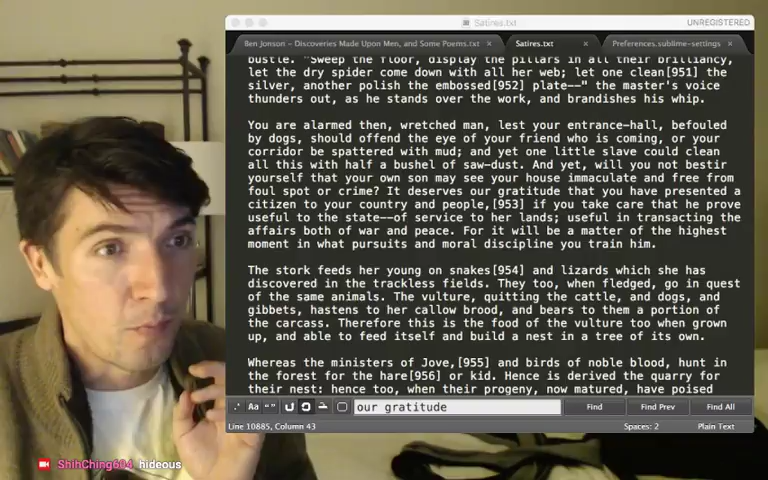 Satires.txt
UNREGISTERED
Ben Jonson – Discoveries Made Upon Men, and Some Poems.txt ×
Satires.txt ×
Preferences.sublime-settings ×
bustle. "Sweep the floor, display the pillars in all their brilliancy,
let the dry spider come down with all her web; let one clean[951] the
silver, another polish the embossed[952] plate--" the master's voice
thunders out, as he stands over the work, and brandishes his whip.
You are alarmed then, wretched man, lest your entrance-hall, befouled
by dogs, should offend the eye of your friend who is coming, or your
corridor be spattered with mud; and yet one little slave could clean
all this with half a bushel of saw-dust. And yet, will you not bestir
yourself that your own son may see your house immaculate and free from
foul spot or crime? It deserves our gratitude that you have presented a
citizen to your country and people,[953] if you take care that he prove
useful to the state--of service to her lands; useful in transacting the
affairs both of war and peace. For it will be a matter of the highest
moment in what pursuits and moral discipline you train him.
The stork feeds her young on snakes[954] and lizards which she has
discovered in the trackless fields. They too, when fledged, go in quest
of the same animals. The vulture, quitting the cattle, and dogs, and
gibbets, hastens to her callow brood, and bears to them a portion of
the carcass. Therefore this is the food of the vulture too when grown
up, and able to feed itself and build a nest in a tree of its own.
Whereas the ministers of Jove,[955] and birds of noble blood, hunt in
the forest for the hare[956] or kid. Hence is derived the quarry for
their nest: hence too, when their progeny, now matured, have poised
.* Aa "" our gratitude Find Find Prev Find All
Line 10885, Column 43
Spaces: 2
Plain Text
ShihChing604 hideous